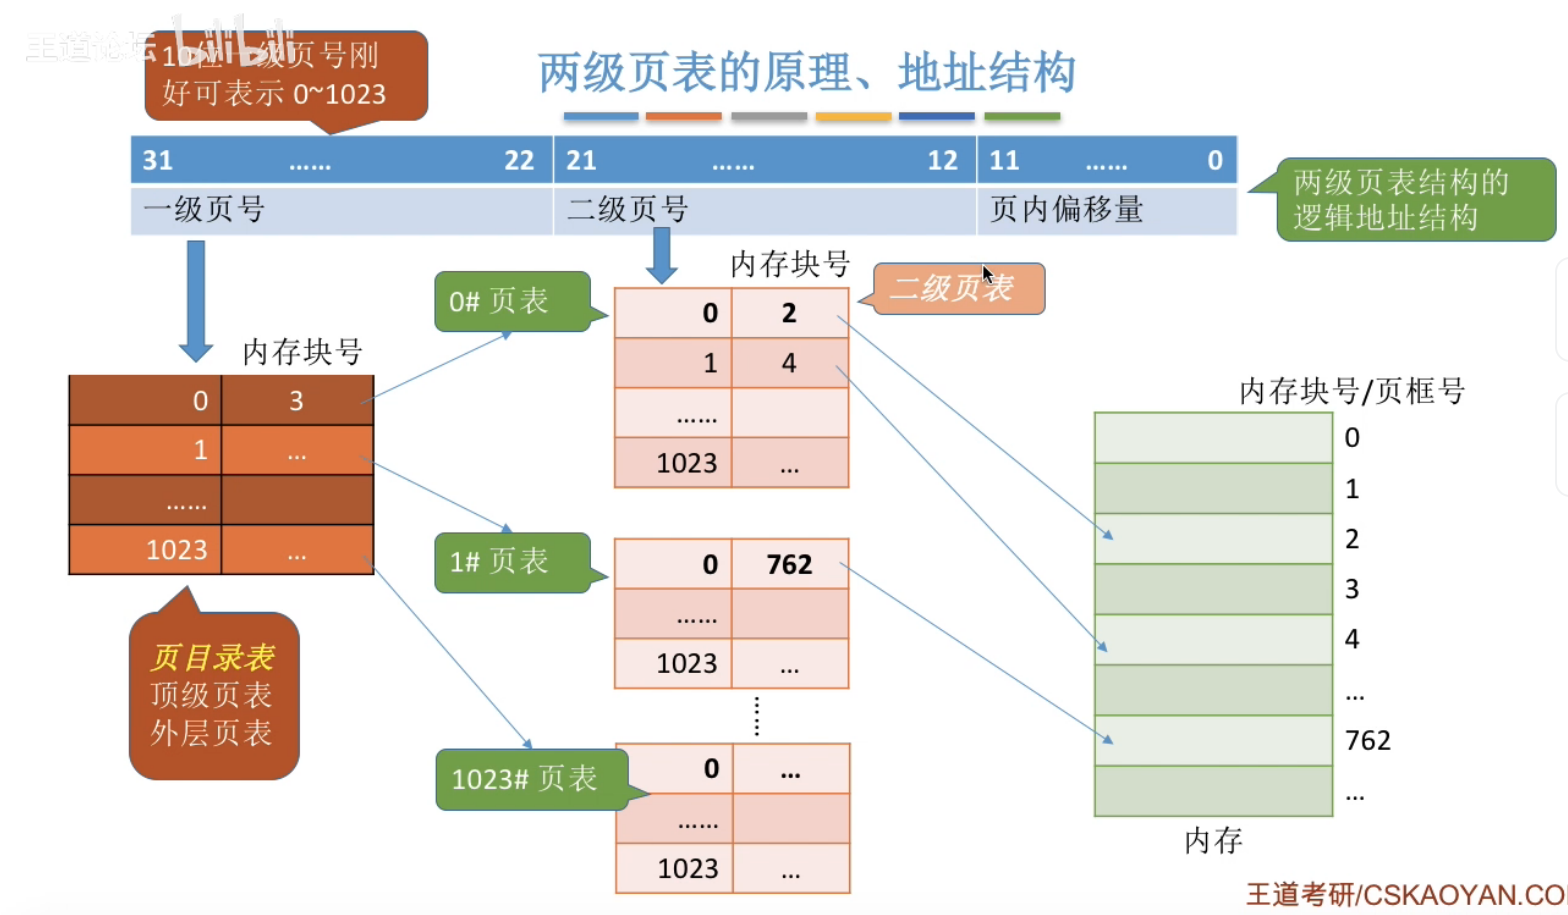 王道论坛 bilibili
10位一级页号刚
好可表示 0~1023
两级页表的原理、地址结构
31 …… 22 21 …… 12 11 …… 0
一级页号 二级页号 页内偏移量
两级页表结构的
逻辑地址结构
内存块号
0 3
1 ...
……
1023 ...
页目录表
顶级页表
外层页表
0# 页表
内存块号
二级页表
0 2
1 4
……
1023 ...
1# 页表
0 762
……
1023 ...
1023# 页表
0 ...
……
1023 ...
内存块号/页框号
0
1
2
3
4
...
762
...
内存
王道考研/CSKAOYAN.CO